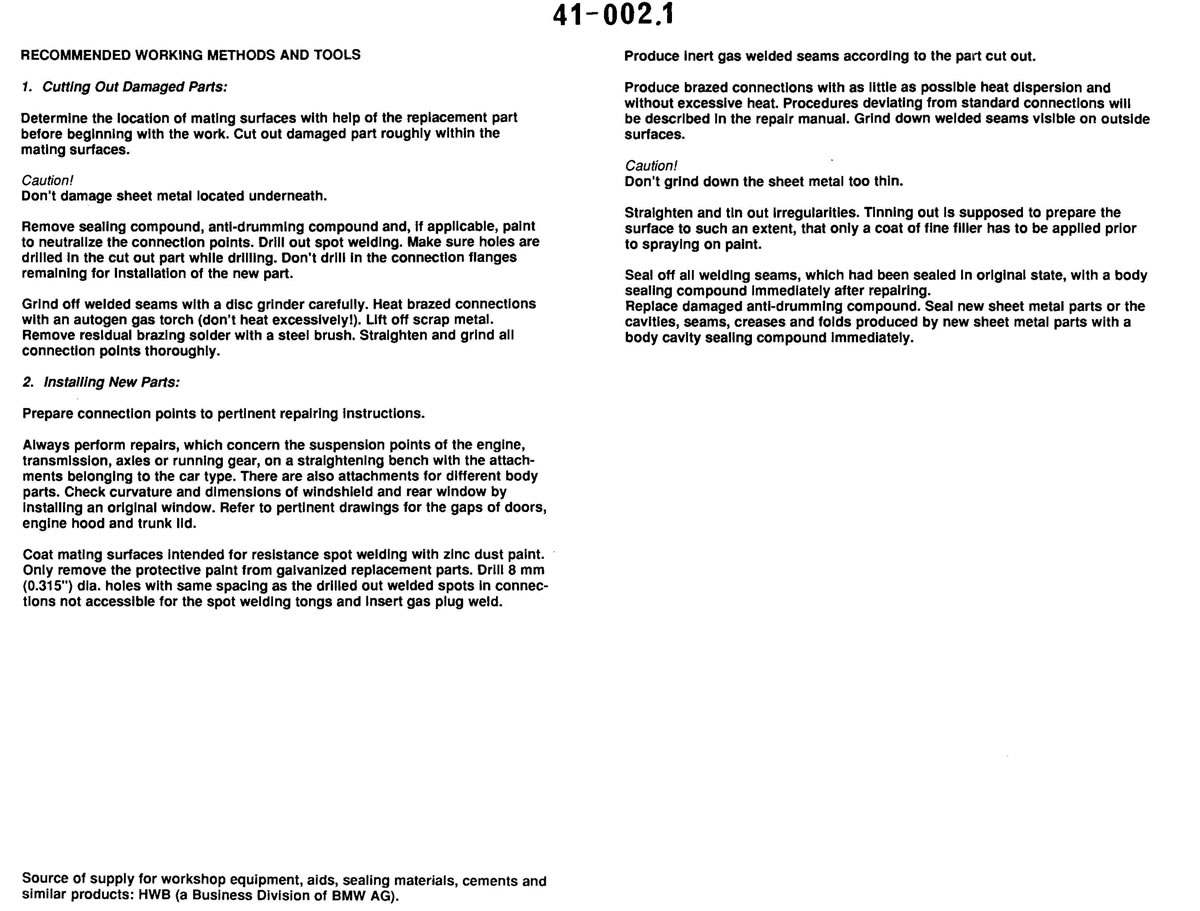 41-002.1
RECOMMENDED WORKING METHODS AND TOOLS
1. Cutting Out Damaged Parts:
Determine the location of mating surfaces with help of the replacement part
before beginning with the work. Cut out damaged part roughly within the
mating surfaces.
Caution!
Don't damage sheet metal located underneath.
Remove sealing compound, anti-drumming compound and, if applicable, paint
to neutralize the connection points. Drill out spot welding. Make sure holes are
drilled in the cut out part while drilling. Don't drill in the connection flanges
remaining for installation of the new part.
Grind off welded seams with a disc grinder carefully. Heat brazed connections
with an autogen gas torch (don't heat excessively!). Lift off scrap metal.
Remove residual brazing solder with a steel brush. Straighten and grind all
connection points thoroughly.
2. Installing New Parts:
Prepare connection points to pertinent repairing instructions.
Always perform repairs, which concern the suspension points of the engine,
transmission, axles or running gear, on a straightening bench with the attach-
ments belonging to the car type. There are also attachments for different body
parts. Check curvature and dimensions of windshield and rear window by
installing an original window. Refer to pertinent drawings for the gaps of doors,
engine hood and trunk lid.
Coat mating surfaces intended for resistance spot welding with zinc dust paint.
Only remove the protective paint from galvanized replacement parts. Drill 8 mm
(0.315") dia. holes with same spacing as the drilled out welded spots in connec-
tions not accessible for the spot welding tongs and insert gas plug weld.
Source of supply for workshop equipment, aids, sealing materials, cements and
similar products: HWB (a Business Division of BMW AG).
Produce inert gas welded seams according to the part cut out.
Produce brazed connections with as little as possible heat dispersion and
without excessive heat. Procedures deviating from standard connections will
be described in the repair manual. Grind down welded seams visible on outside
surfaces.
Caution!
Don't grind down the sheet metal too thin.
Straighten and tin out irregularities. Tinning out is supposed to prepare the
surface to such an extent, that only a coat of fine filler has to be applied prior
to spraying on paint.
Seal off all welding seams, which had been sealed in original state, with a body
sealing compound immediately after repairing.
Replace damaged anti-drumming compound. Seal new sheet metal parts or the
cavities, seams, creases and folds produced by new sheet metal parts with a
body cavity sealing compound immediately.